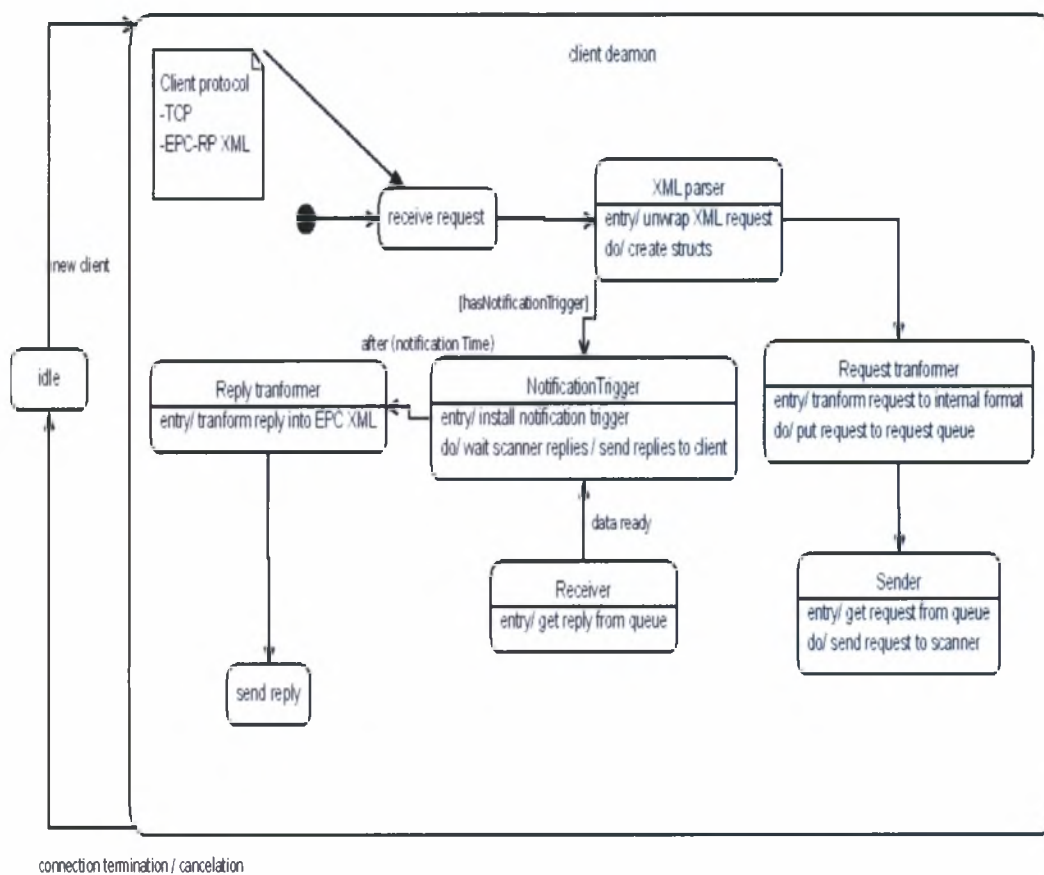 client deamon
Client protocol
-TCP
-EPC-RP XML
receive request
XML parser
entry/ unwrap XML request
do/ create structs
new client
[hasNotificationTrigger]
after (notification Time)
idle
Reply tranformer
entry/ tranform reply into EPC XML
NotificationTrigger
entry/ install notification trigger
do/ wait scanner replies / send replies to client
Request tranformer
entry/ tranform request to internal format
do/ put request to request queue
data ready
Receiver
entry/ get reply from queue
Sender
entry/ get request from queue
do/ send request to scanner
send reply
connection termination / cancelation